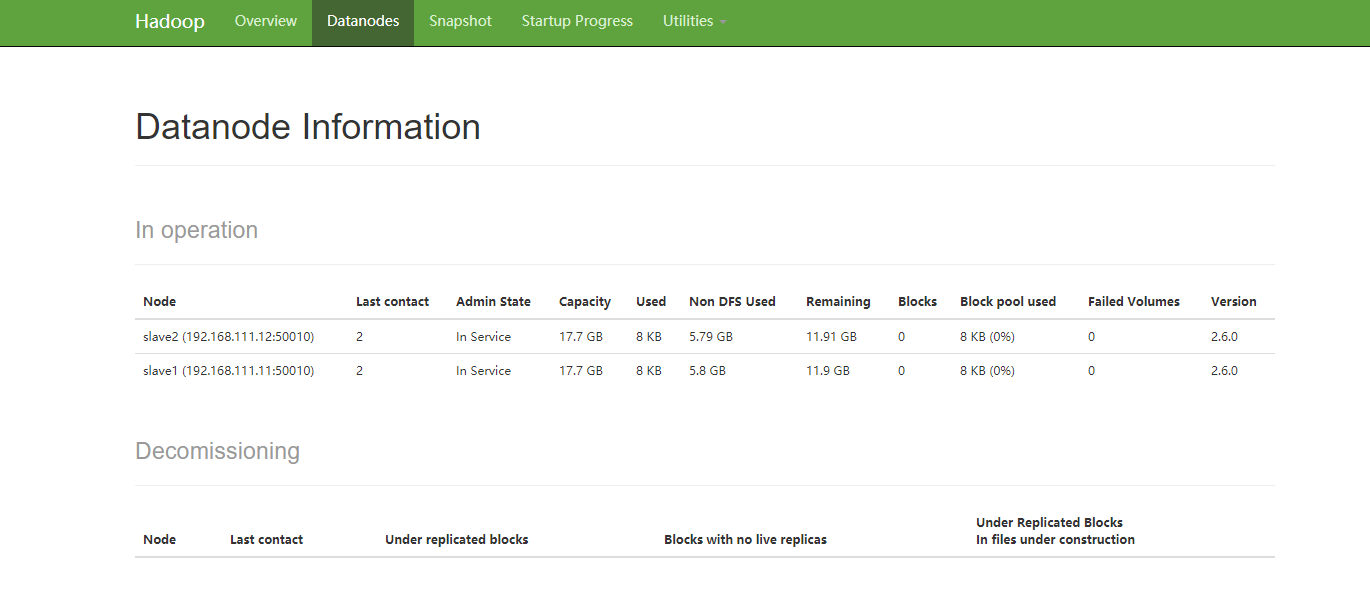 Hadoop Overview Datanodes Snapshot Startup Progress Utilities
Datanode Information
In operation
Node Last contact Admin State Capacity Used Non DFS Used Remaining Blocks Block pool used Failed Volumes Version
slave2 (192.168.111.12:50010) 2 In Service 17.7 GB 8 KB 5.79 GB 11.91 GB 0 8 KB (0%) 0 2.6.0
slave1 (192.168.111.11:50010) 2 In Service 17.7 GB 8 KB 5.8 GB 11.9 GB 0 8 KB (0%) 0 2.6.0
Decomissioning
Node Last contact Under replicated blocks Blocks with no live replicas Under Replicated Blocks
In files under construction